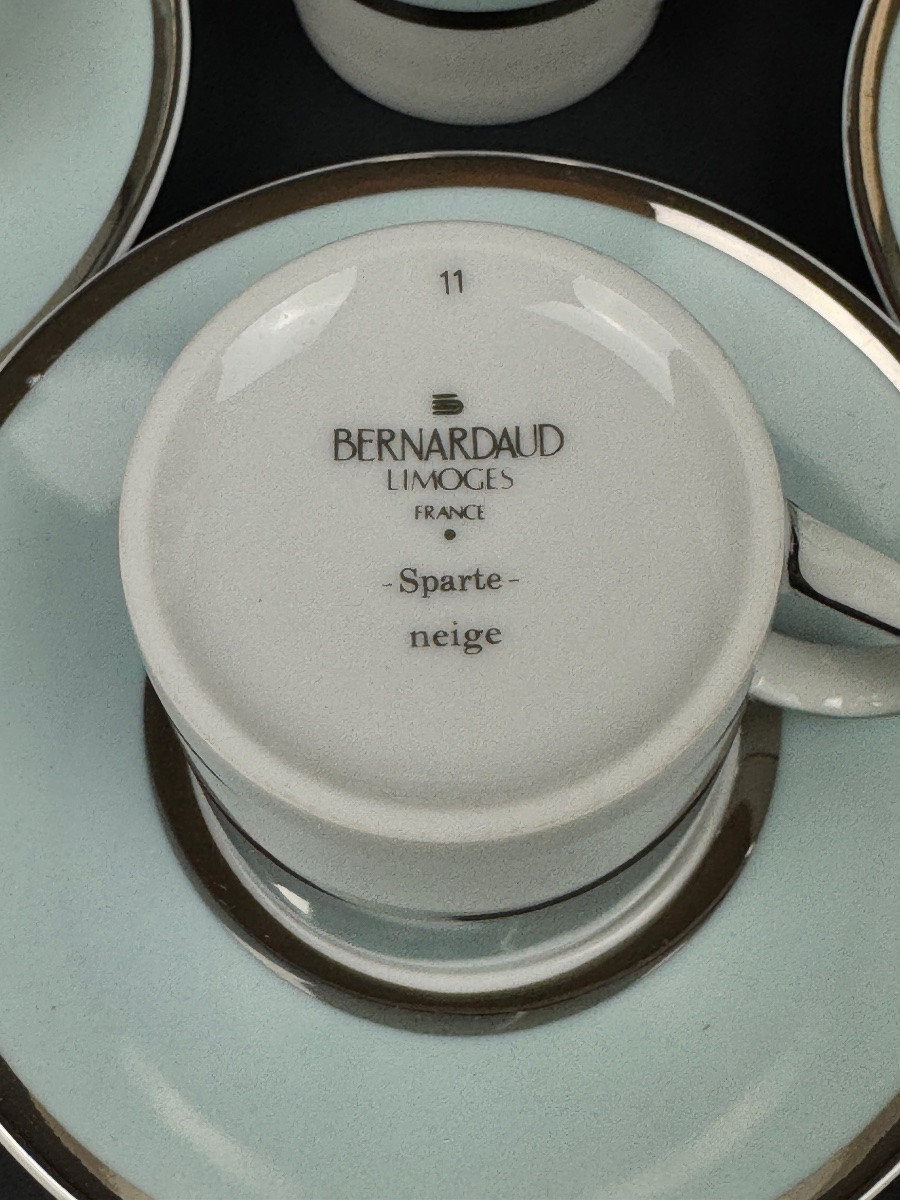 11
BERNARDAUD
LIMOGES
FRANCE
- Sparte -
neige